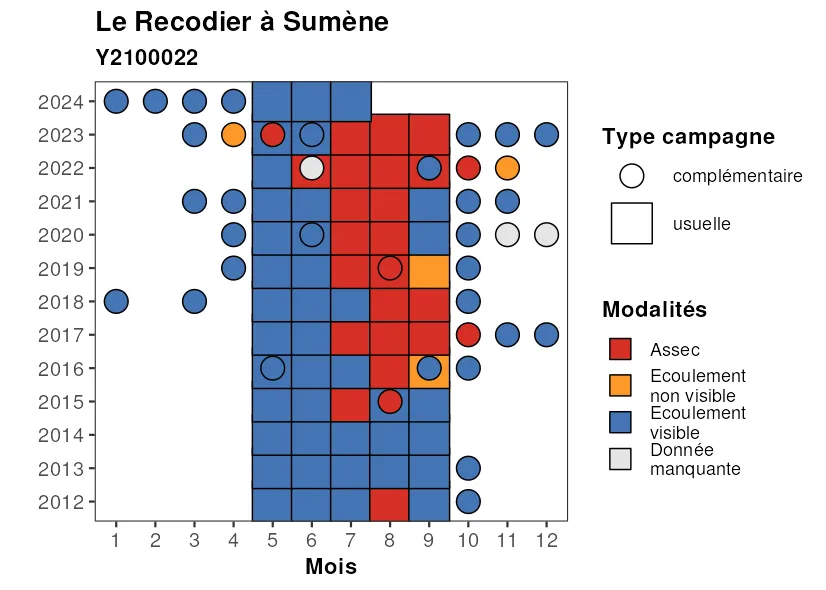 Le Recodier à Sumène
Y2100022
2024
2023
2022
2021
2020
2019
2018
2017
2016
2015
2014
2013
2012
1 2 3 4 5 6 7 8 9 10 11 12
Mois
Type campagne
complémentaire
usuelle
Modalités
Assec
Ecoulement
non visible
Ecoulement
visible
Donnée
manquante